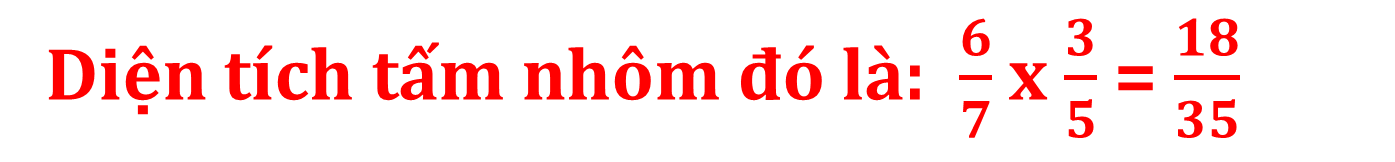 Diện tích tấm nhôm đó là: 6/7 x 3/5 = 18/35